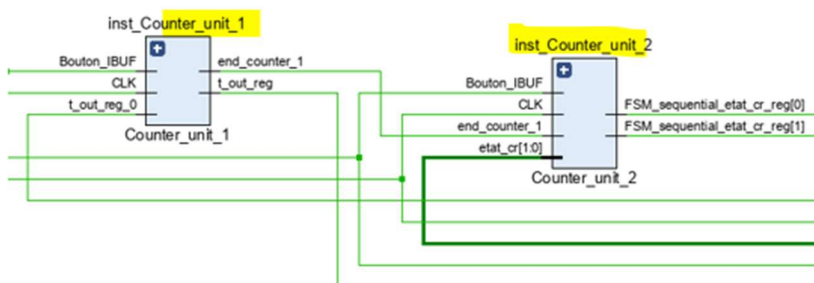 inst_Counter_unit_1
Bouton_IBUF
CLK
t_out_reg_0
end_counter_1
t_out_reg
Counter_unit_1
inst_Counter_unit_2
Bouton_IBUF
CLK
end_counter_1
etat_cr[1:0]
FSM_sequential_etat_cr_reg[0]
FSM_sequential_etat_cr_reg[1]
Counter_unit_2